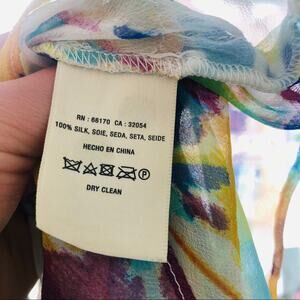 RN : 66170 CA : 32054
100% SILK, SOIE, SEDA, SETA, SEIDE
HECHO EN CHINA
P
DRY CLEAN